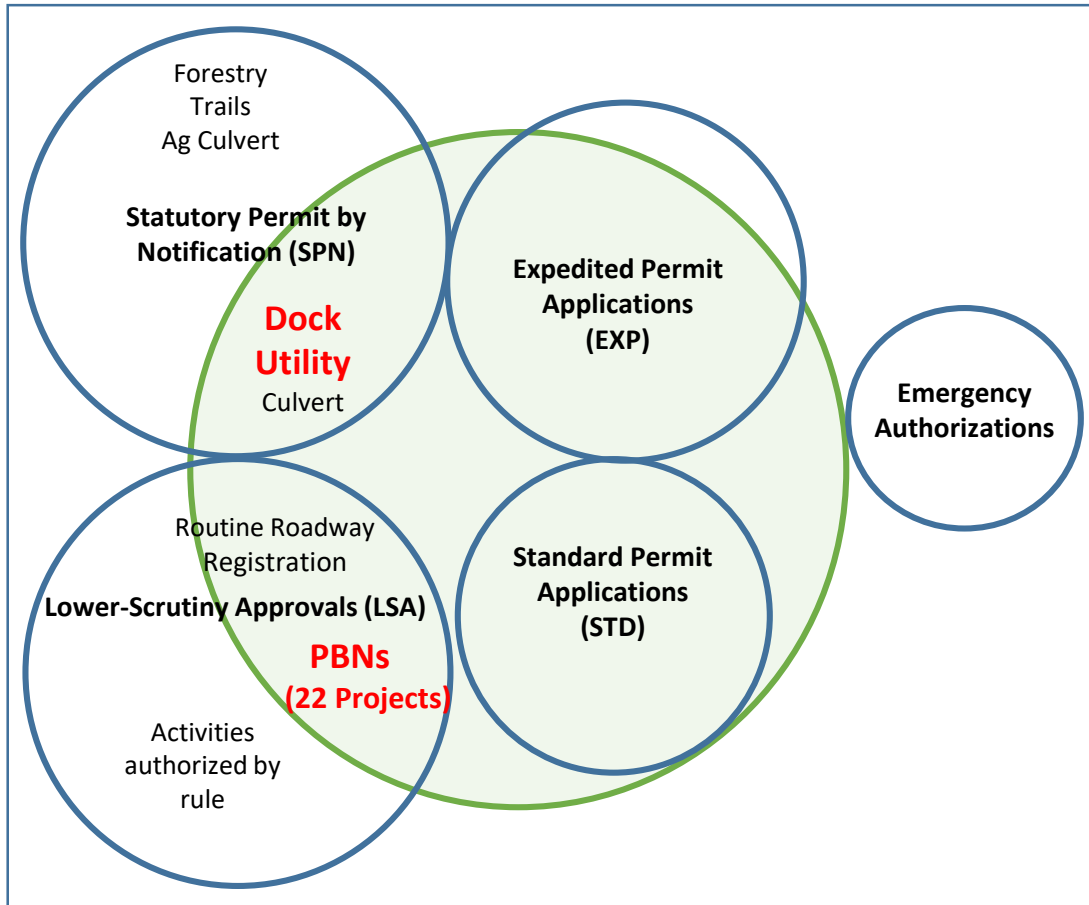 Forestry
Trails
Ag Culvert
Statutory Permit by
Notification (SPN)
Dock
Utility
Culvert
Expedited Permit
Applications
(EXP)
Emergency
Authorizations
Routine Roadway
Registration
Lower-Scrutiny Approvals (LSA)
PBNs
(22 Projects)
Activities
authorized by
rule
Standard Permit
Applications
(STD)